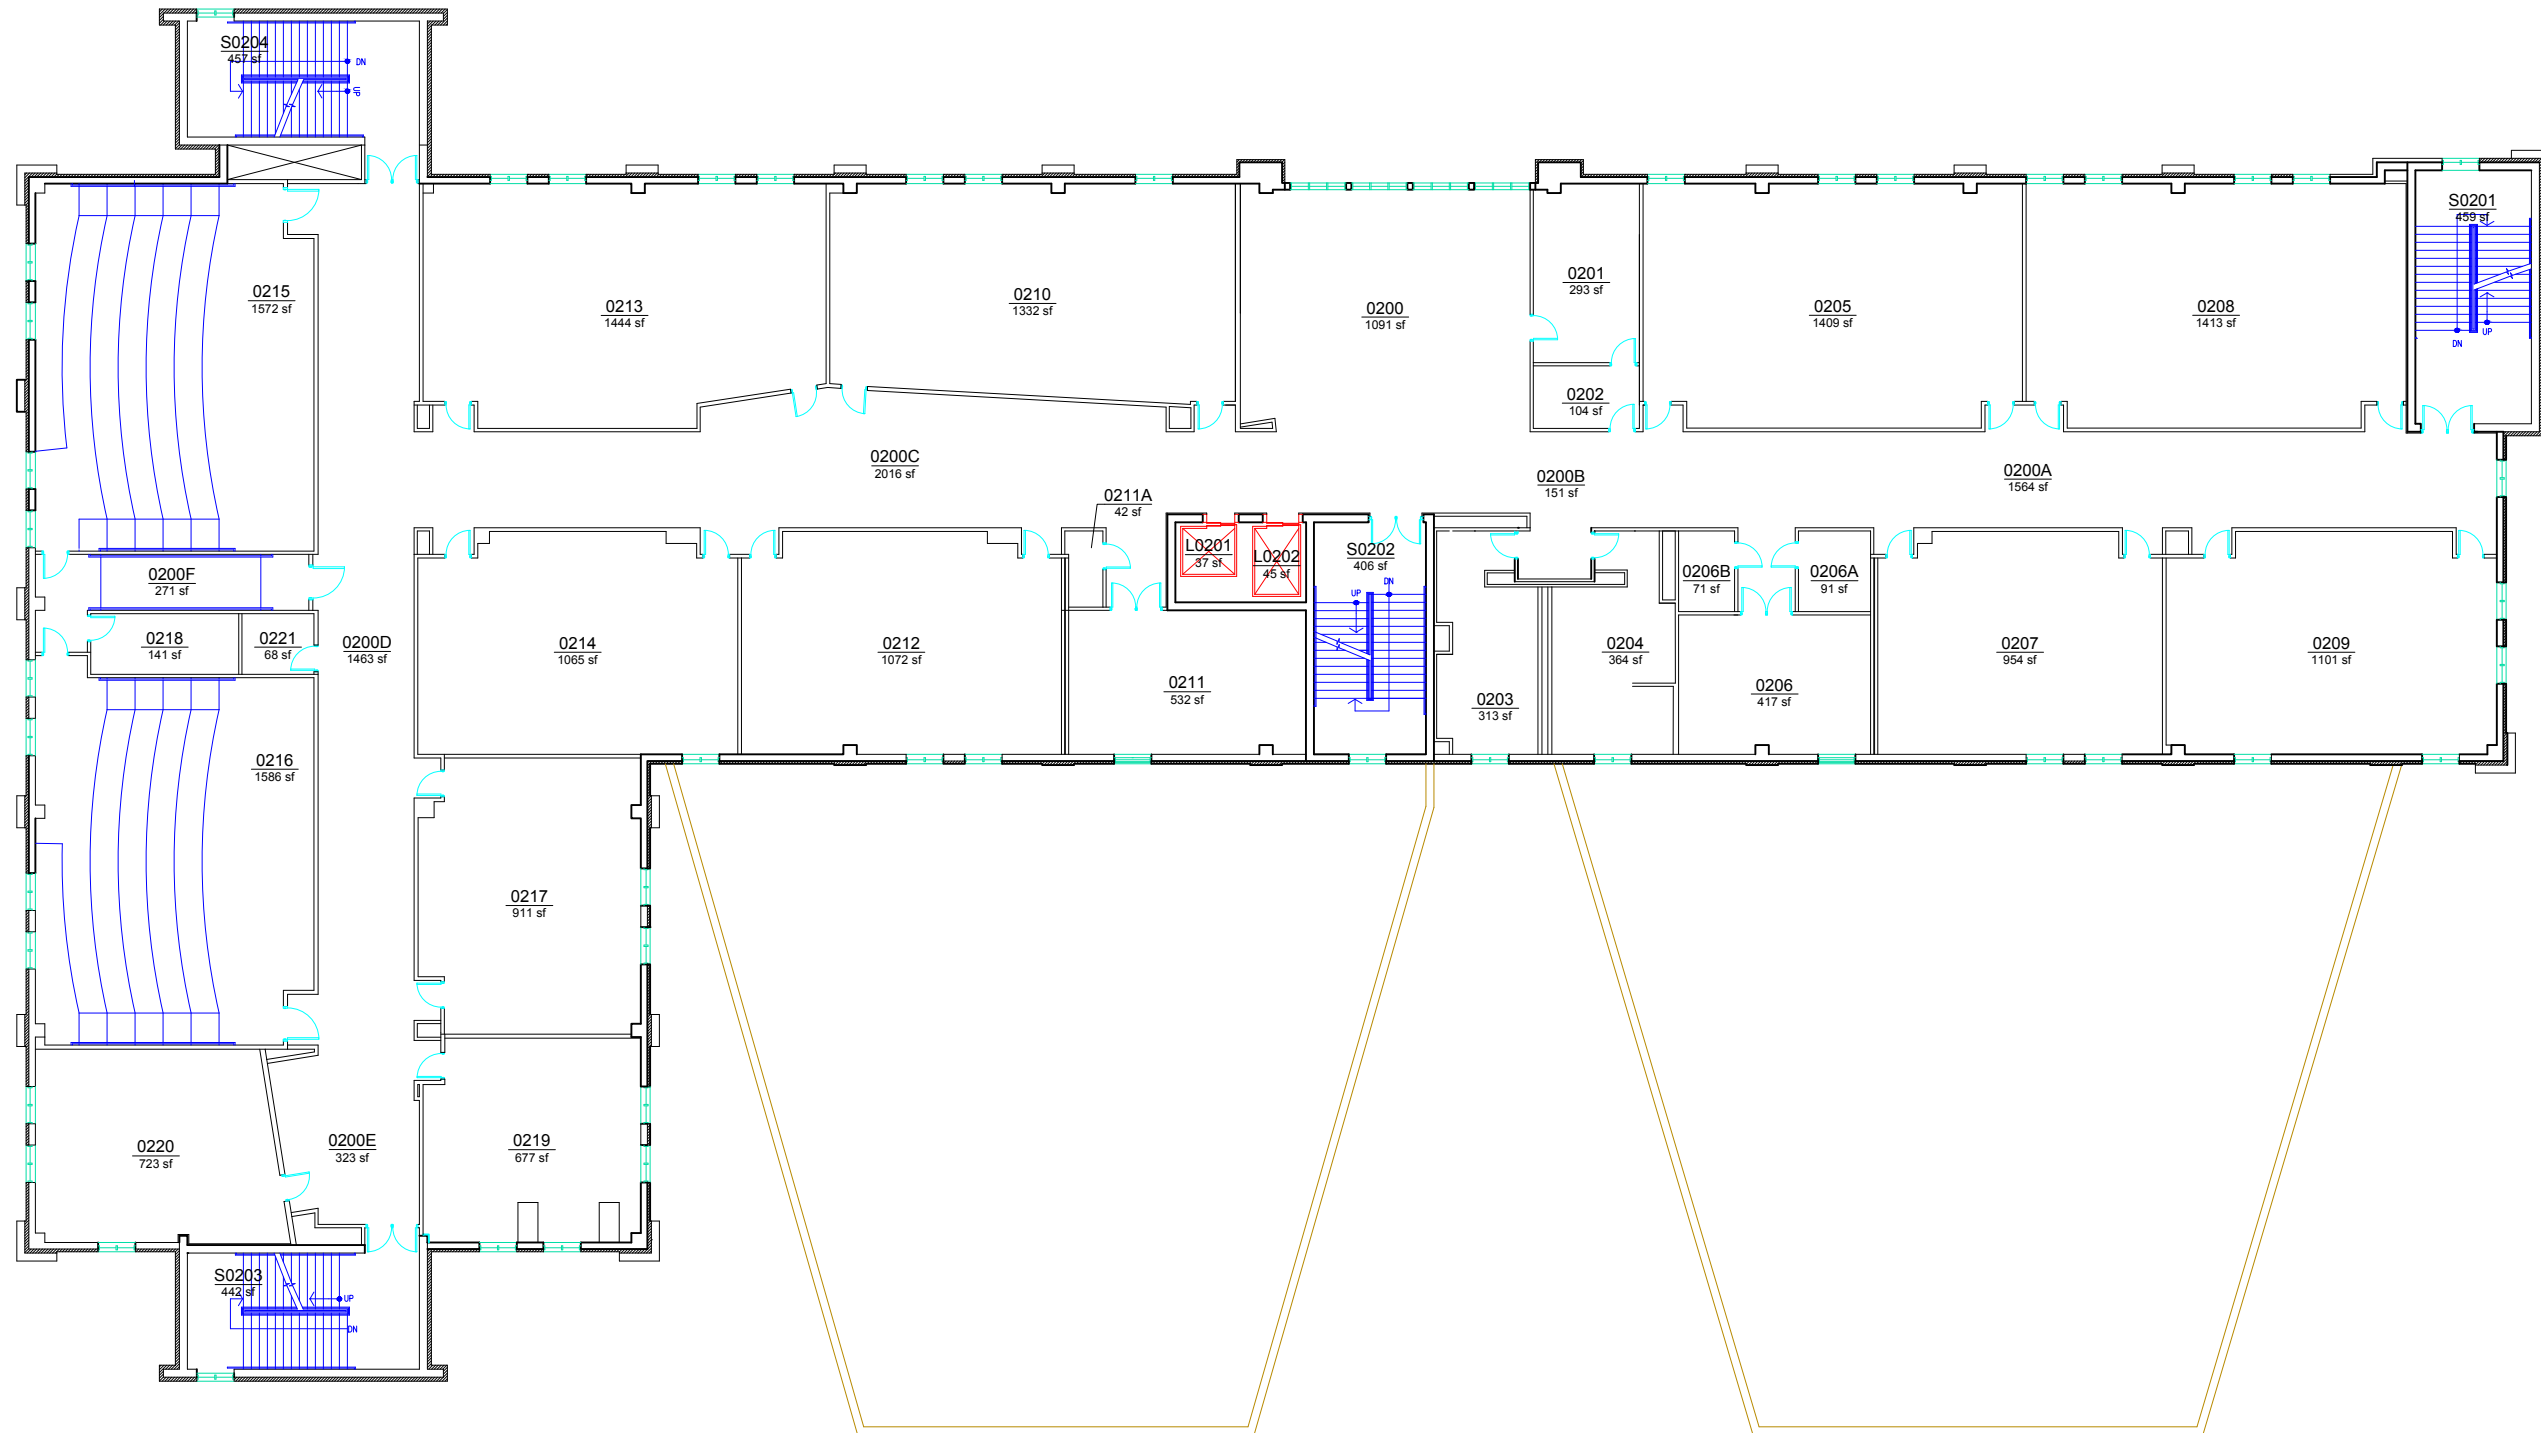 S0204
457 sf
DN
UP
S0201
459 sf
UP
DN
0215
1572 sf
0213
1444 sf
0210
1332 sf
0200
1091 sf
0201
293 sf
0205
1409 sf
0208
1413 sf
0202
104 sf
0200C
2016 sf
0200B
151 sf
0200A
1564 sf
0211A
42 sf
L0201
37 sf
L0202
45 sf
S0202
406 sf
UP
DN
0200F
271 sf
0206B
71 sf
0206A
91 sf
0218
141 sf
0221
68 sf
0200D
1463 sf
0214
1065 sf
0212
1072 sf
0211
532 sf
0203
313 sf
0204
364 sf
0206
417 sf
0207
954 sf
0209
1101 sf
0216
1586 sf
0217
911 sf
0220
723 sf
0200E
323 sf
0219
677 sf
S0203
442 sf
UP
DN